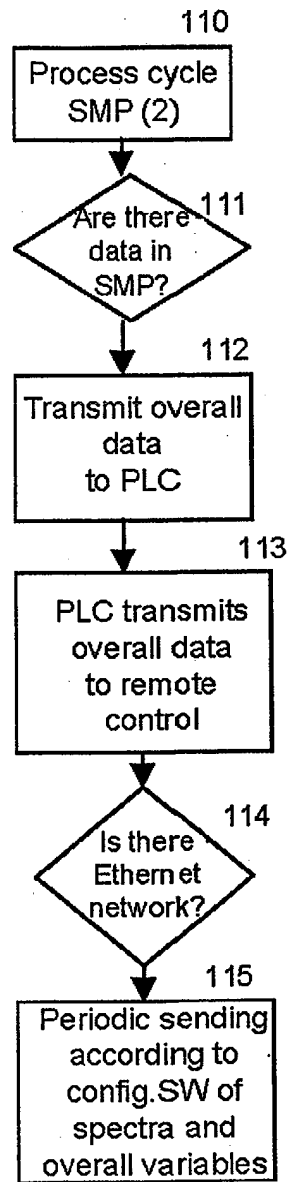 110
Process cycle
SMP (2)
111
Are there
data in
SMP?
112
Transmit overall
data
to PLC
113
PLC transmits
overall data
to remote
control
114
Is there
Ethernet
network?
115
Periodic sending
according to
config.SW of
spectra and
overall variables